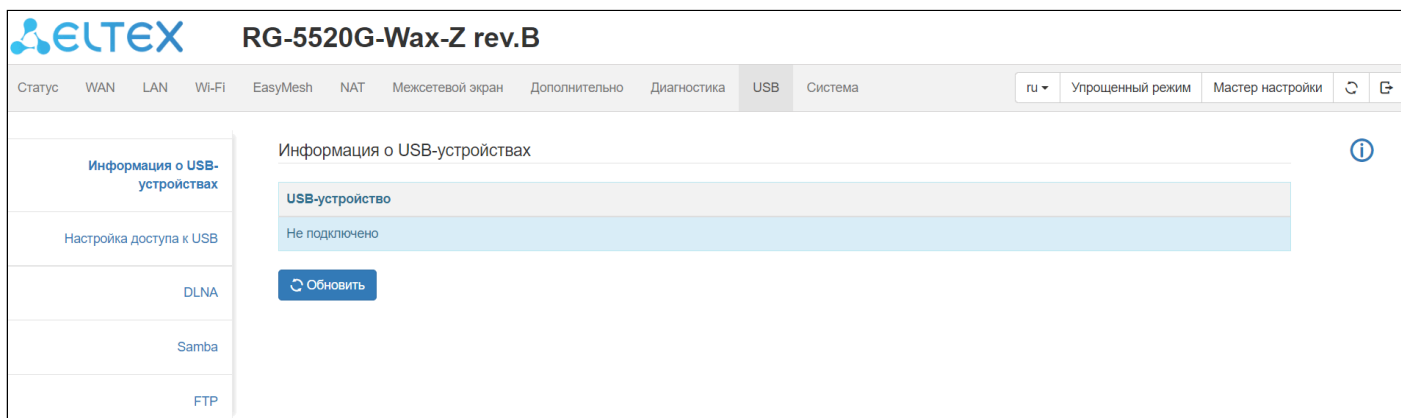 ELTEX RG-5520G-Wax-Z rev.B
Статус WAN LAN Wi-Fi EasyMesh NAT Межсетевой экран Дополнительно Диагностика USB Система ru Упрощенный режим Мастер настройки
Информация о USB-
устройствах
Настройка доступа к USB
DLNA
Samba
FTP
Информация о USB-устройствах
USB-устройство
Не подключено
Обновить